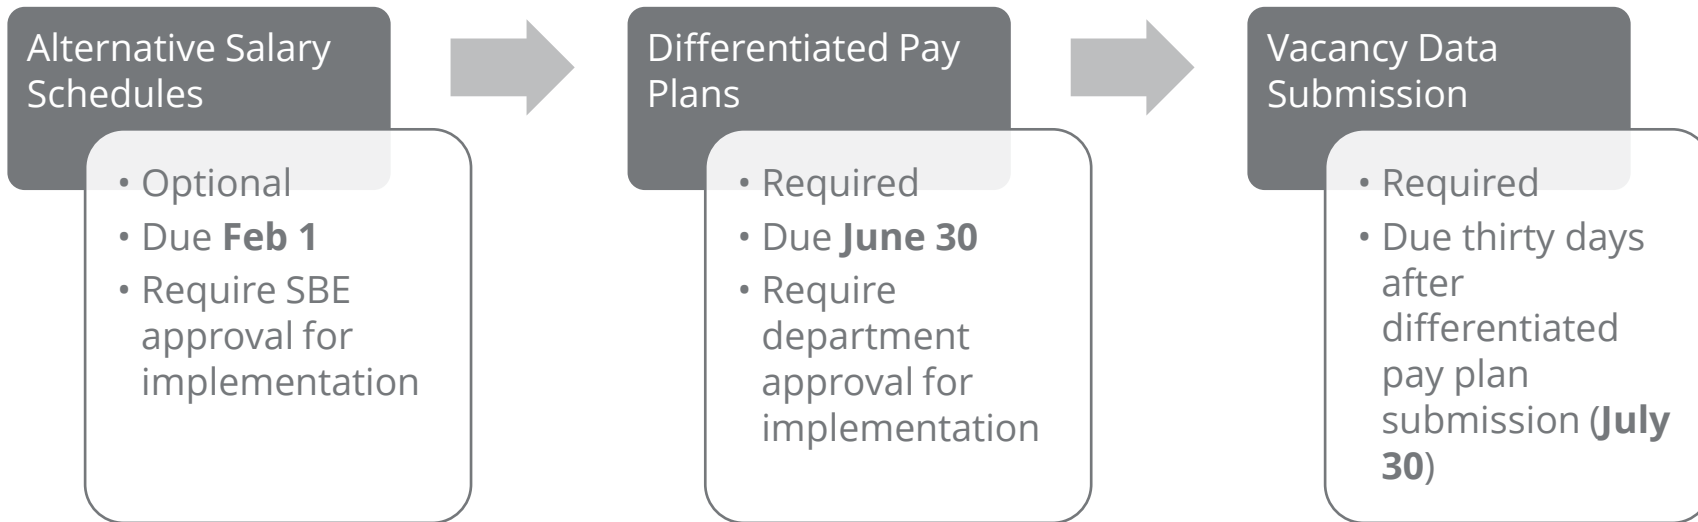 Alternative Salary
Schedules
• Optional
• Due Feb 1
• Require SBE
approval for
implementation
Differentiated Pay
Plans
• Required
• Due June 30
• Require
department
approval for
implementation
Vacancy Data
Submission
• Required
• Due thirty days
after
differentiated
pay plan
submission (July
30)